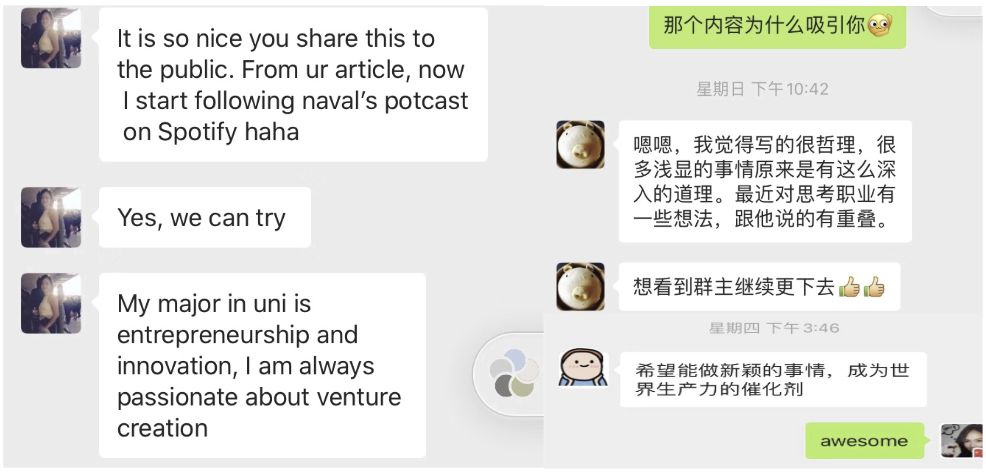 It is so nice you share this to
the public. From ur article, now
I start following naval's potcast
on Spotify haha
Yes, we can try
My major in uni is
entrepreneurship and
innovation, I am always
passionate about venture
creation
那个内容为什么吸引你
星期日 下午10:42
嗯嗯，我觉得写的很哲理，很
多浅显的事情原来是有这么深
入的道理。最近对思考职业有
一些想法，跟他说的有重叠。
想看到群主继续更下去👍👍
星期四 下午3:46
希望能做新颖的事情，成为世
界生产力的催化剂
awesome